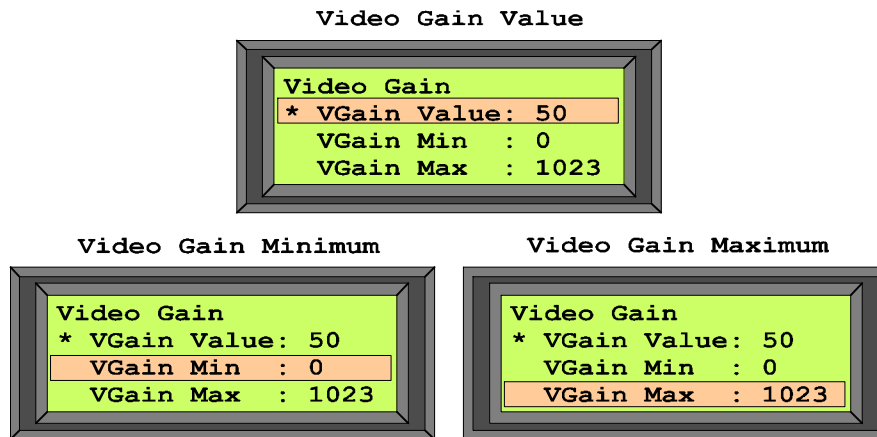 Video Gain Value
Video Gain
* VGain Value: 50
VGain Min : 0
VGain Max : 1023
Video Gain Minimum
Video Gain
* VGain Value: 50
VGain Min : 0
VGain Max : 1023
Video Gain Maximum
Video Gain
* VGain Value: 50
VGain Min : 0
VGain Max : 1023